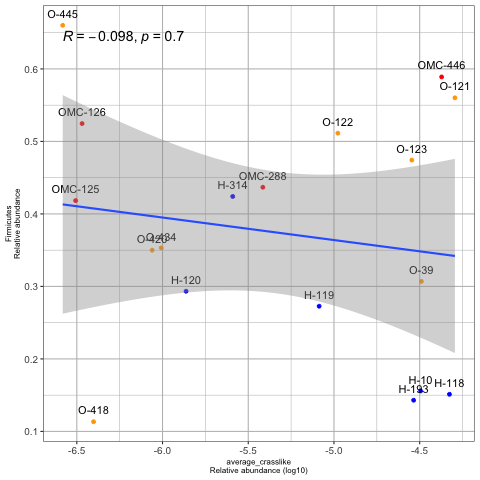 O-445
R = −0.098, p = 0.7
OMC-446
O-121
OMC-126
O-122
O-123
OMC-288
H-314
OMC-125
O-434
O-39
H-120
H-119
H-10
H-118
H-193
O-418
0.6
0.5
0.4
0.3
0.2
0.1
Firmicutes
Relative abundance
-6.5 -6.0 -5.5 -5.0 -4.5
average_crasslike
Relative abundance (log10)